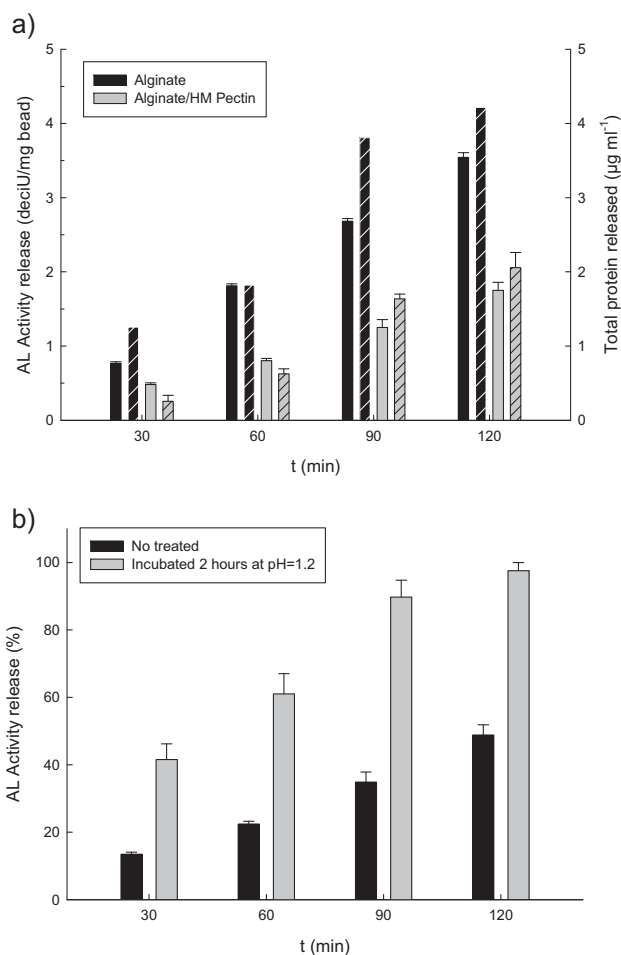 a)
5
4
3
2
1
0
AL Activity release (deciU/mg bead)
Alginate
Alginate/HM Pectin
5
4
3
2
1
0
Total protein released (µg ml⁻¹)
30 60 90 120
t (min)
b)
100
80
60
40
20
0
AL Activity release (%)
No treated
Incubated 2 hours at pH=1.2
30 60 90 120
t (min)